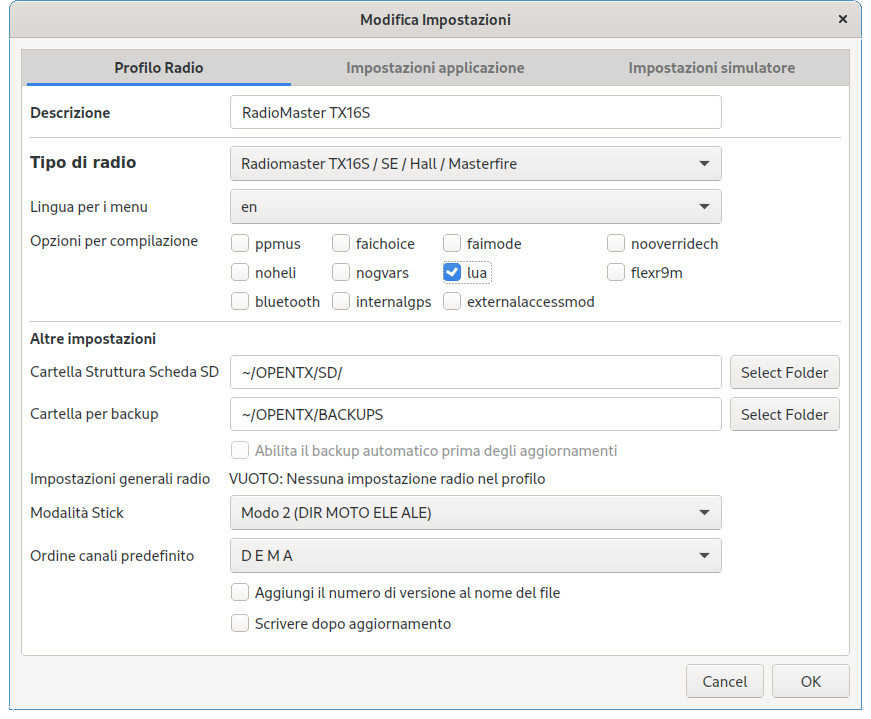 Modifica Impostazioni
Profilo Radio Impostazioni applicazione Impostazioni simulatore
Descrizione RadioMaster TX16S
Tipo di radio Radiomaster TX16S / SE / Hall / Masterfire
Lingua per i menu en
Opzioni per compilazione ppmus faichoice faimode nooverridech
noheli nogvars lua flexr9m
bluetooth internalgps externalaccessmod
Altre impostazioni
Cartella Struttura Scheda SD ~/OPENTX/SD/ Select Folder
Cartella per backup ~/OPENTX/BACKUPS Select Folder
Abilita il backup automatico prima degli aggiornamenti
Impostazioni generali radio VUOTO: Nessuna impostazione radio nel profilo
Modalità Stick Modo 2 (DIR MOTO ELE ALE)
Ordine canali predefinito D E M A
Aggiungi il numero di versione al nome del file
Scrivere dopo aggiornamento
Cancel OK